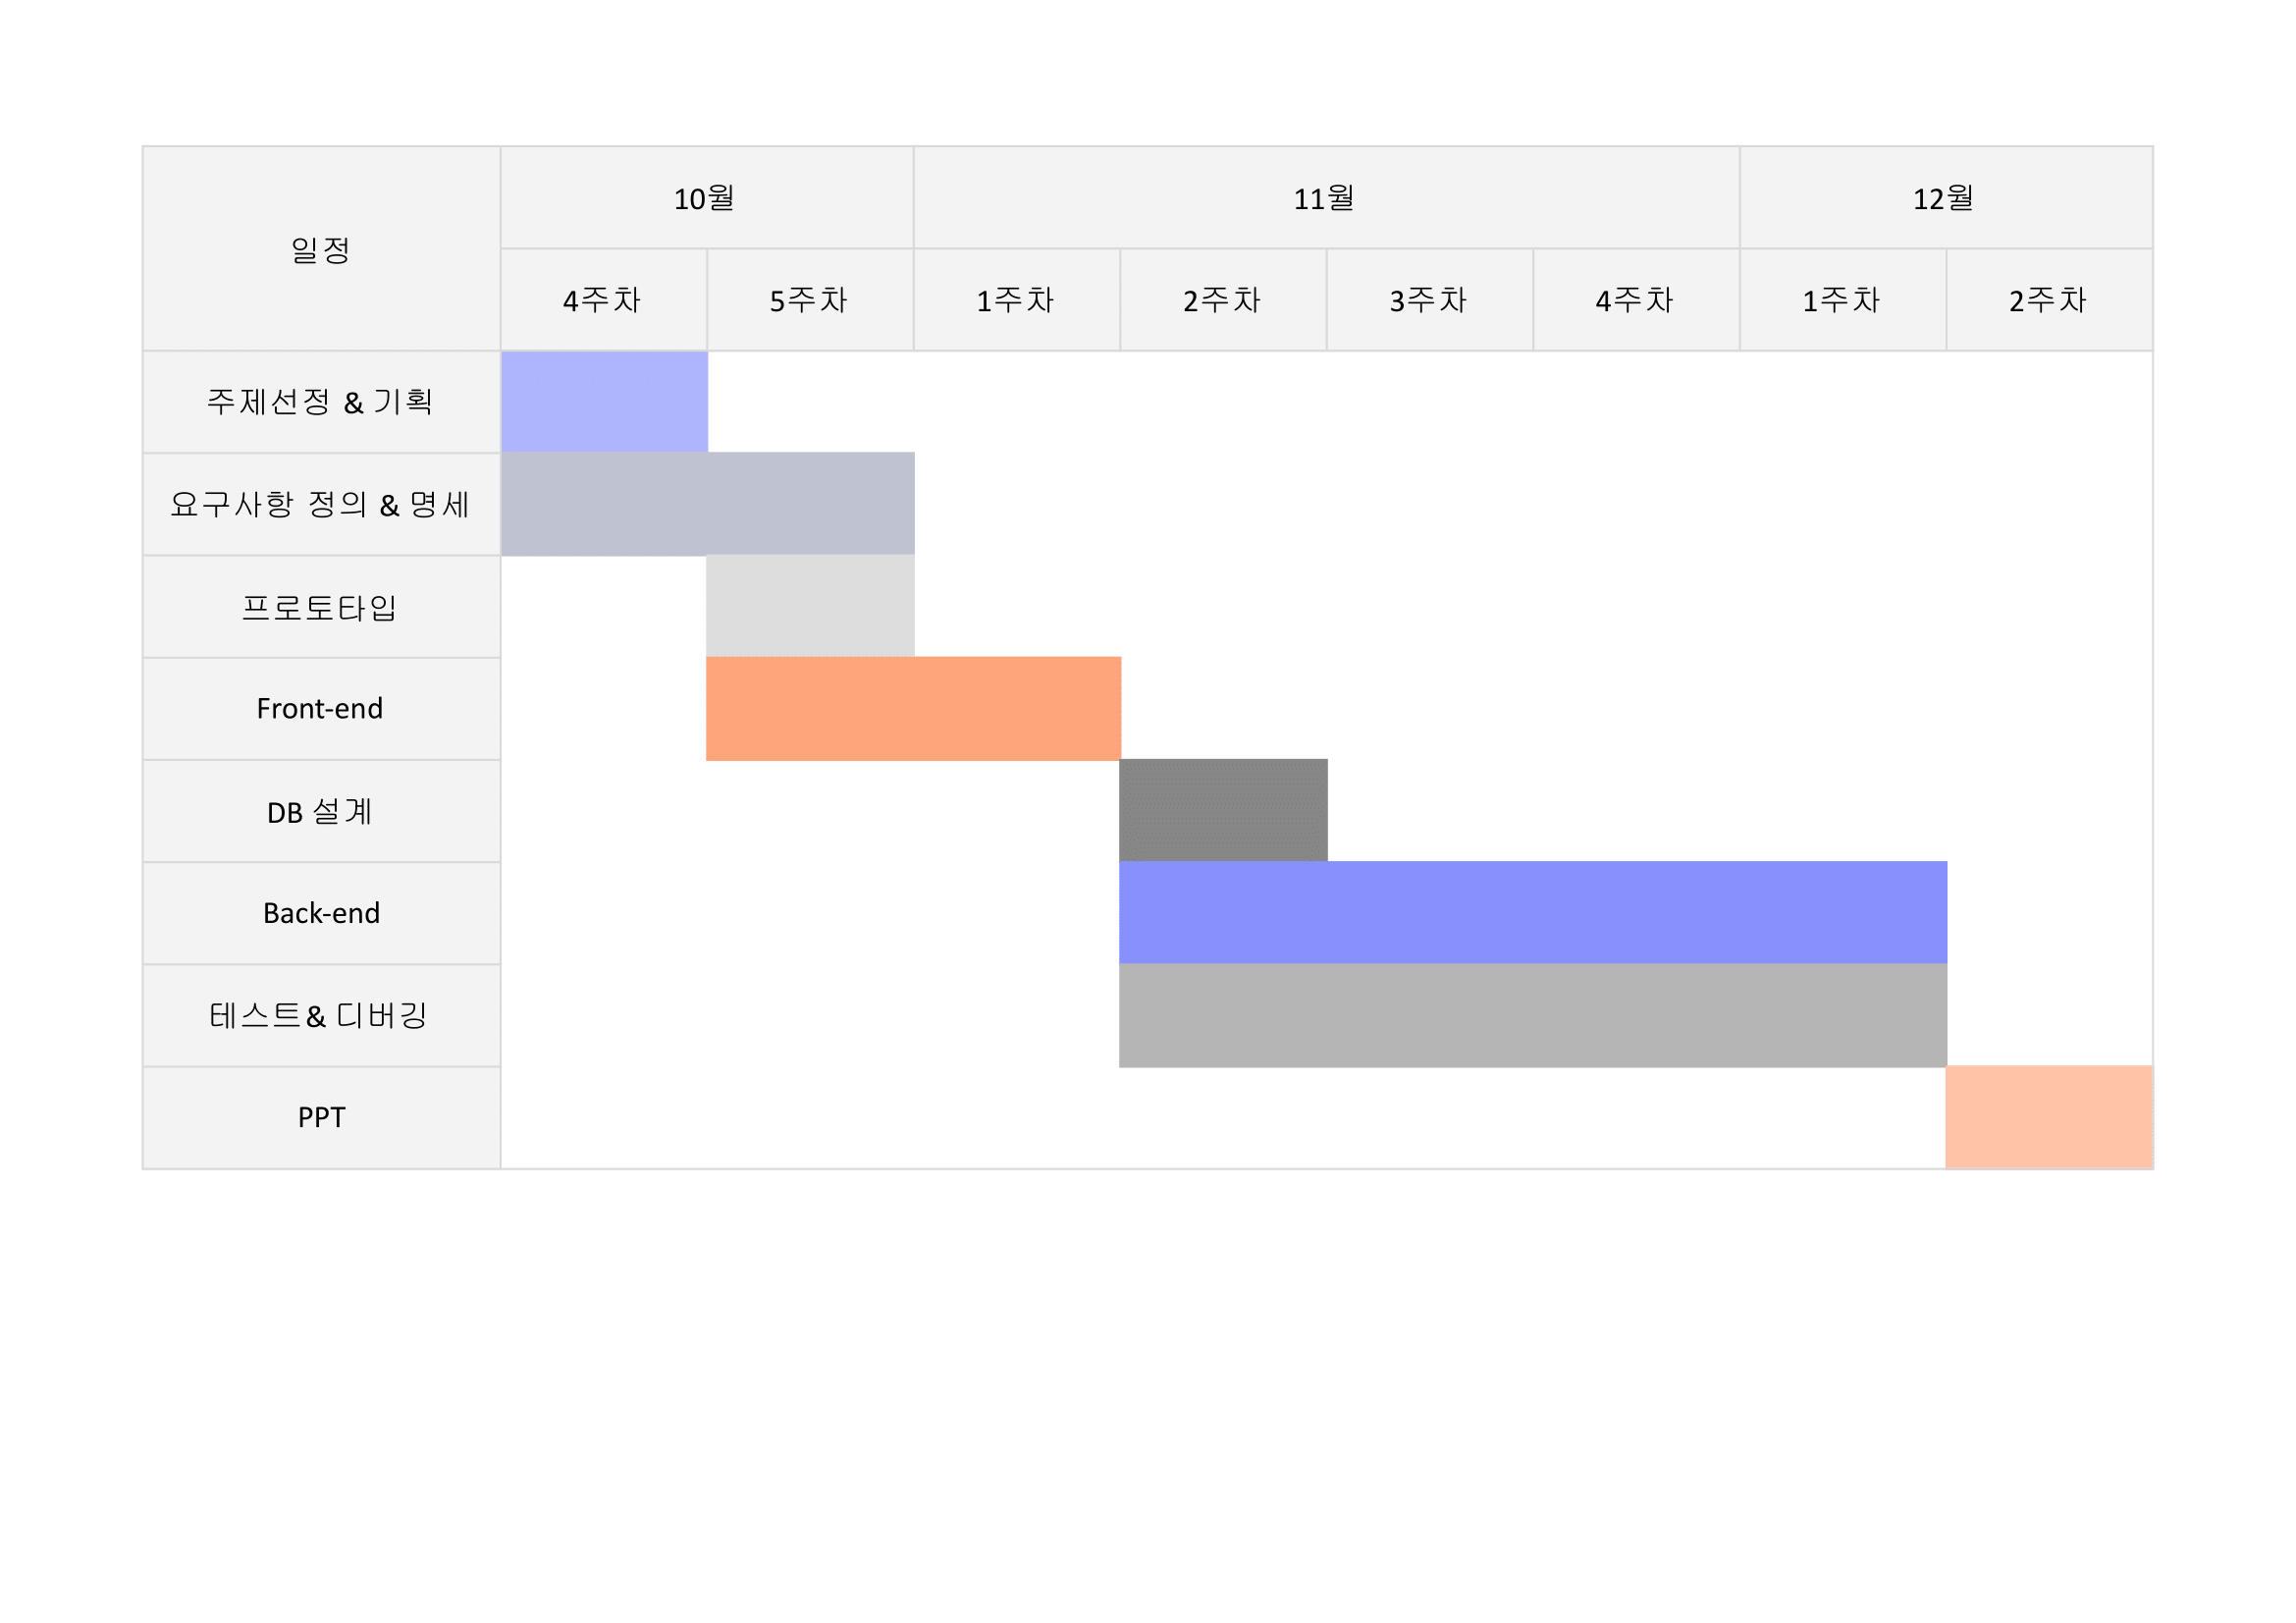 일정
10월
11월
12월
4주차
5주차
1주차
2주차
3주차
4주차
1주차
2주차
주제선정 & 기획
요구사항 정의 & 명세
프로토타입
Front-end
DB 설계
Back-end
테스트& 디버깅
PPT